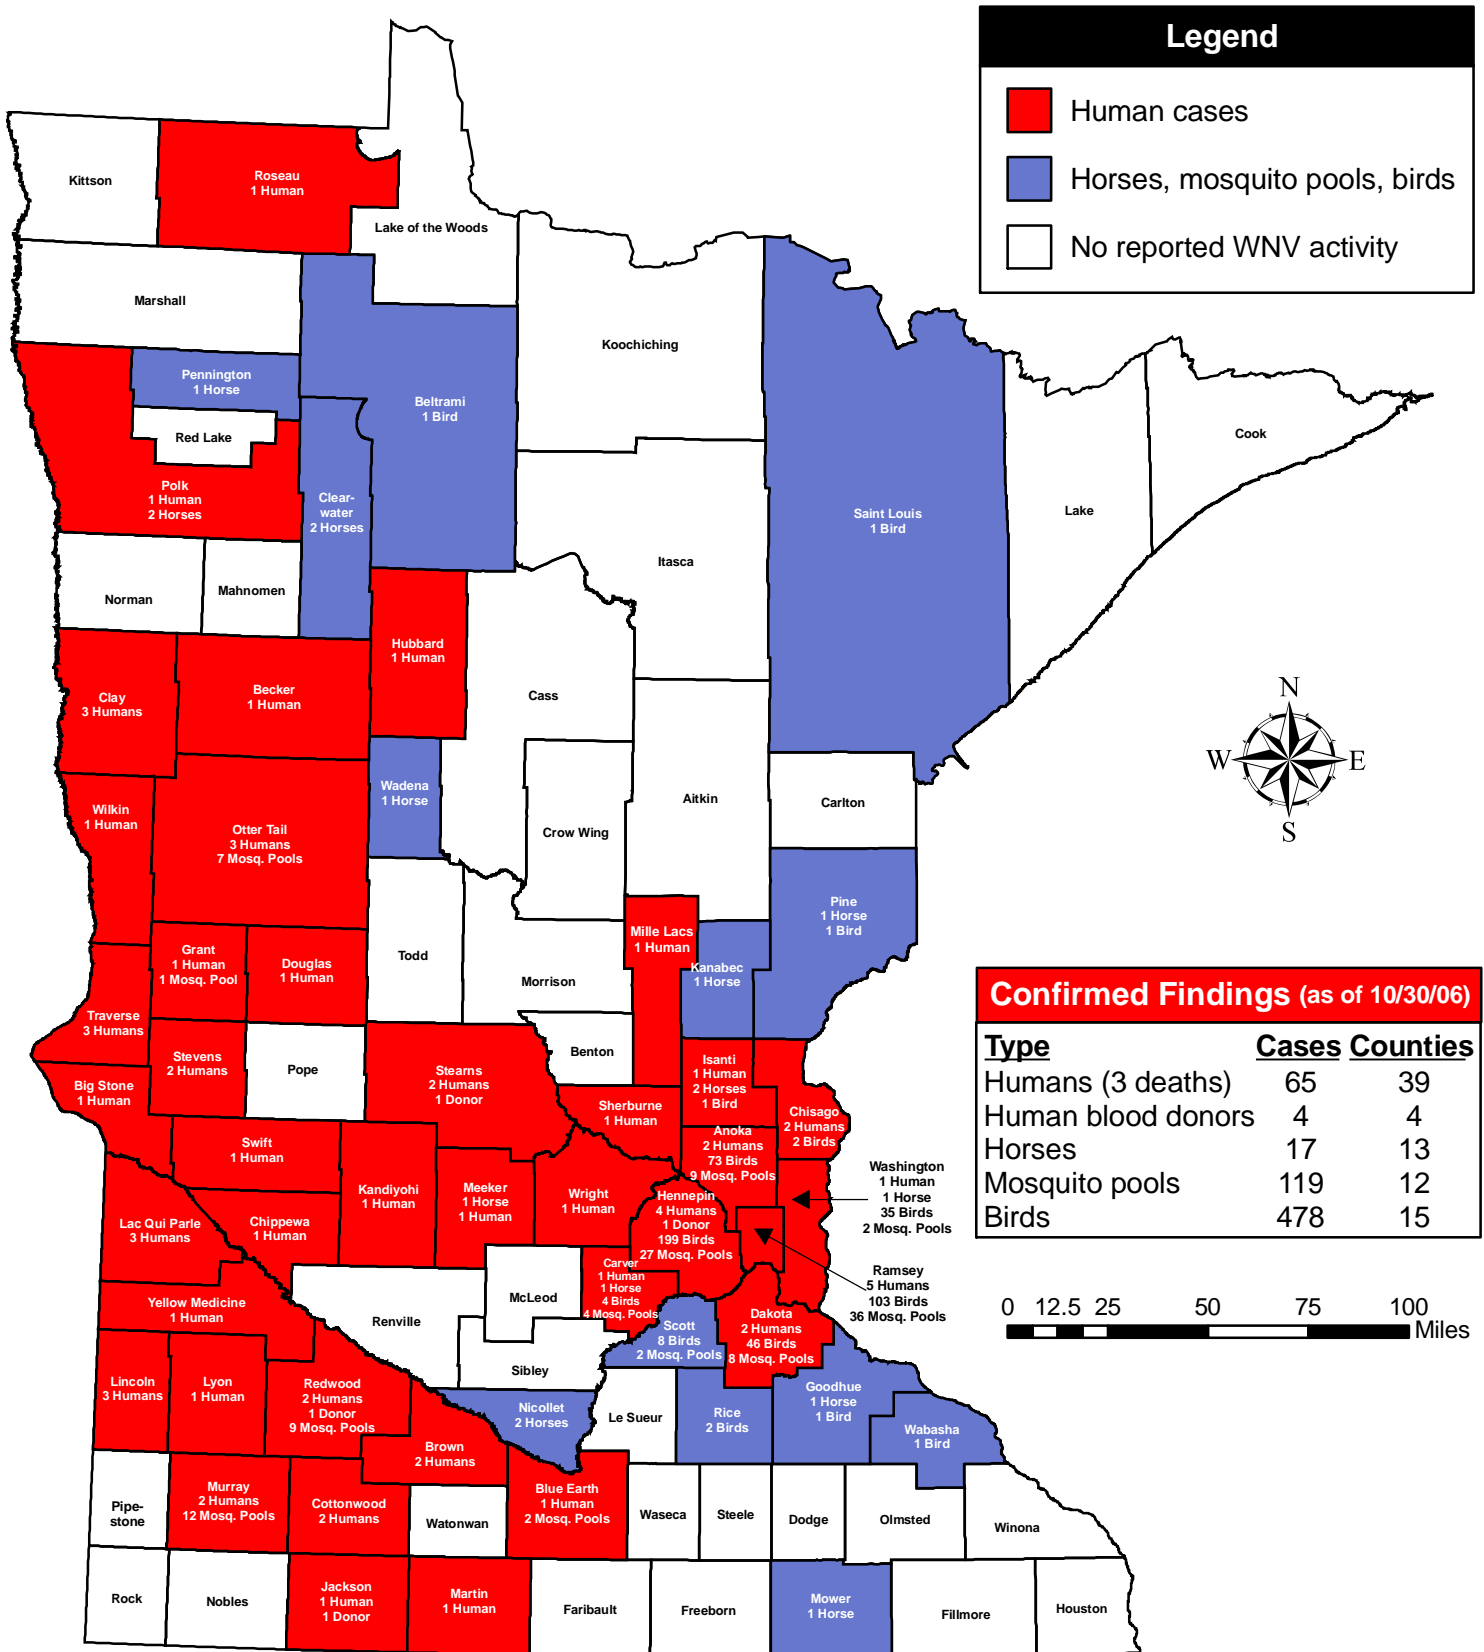 Legend
Human cases
Horses, mosquito pools, birds
No reported WNV activity
Kittson
Roseau
1 Human
Lake of the Woods
Marshall
Koochiching
Pennington
1 Horse
Beltrami
1 Bird
Red Lake
Cook
Polk
1 Human
2 Horses
Clear-
water
2 Horses
Saint Louis
1 Bird
Lake
Itasca
Norman
Mahnomen
Hubbard
1 Human
Clay
3 Humans
Becker
1 Human
Cass
N
W
E
S
Wadena
1 Horse
Aitkin
Carlton
Wilkin
1 Human
Otter Tail
3 Humans
7 Mosq. Pools
Crow Wing
Pine
1 Horse
1 Bird
Mille Lacs
1 Human
Grant
1 Human
1 Mosq. Pool
Douglas
1 Human
Todd
Morrison
Kanabec
1 Horse
Traverse
3 Humans
Stevens
2 Humans
Pope
Stearns
2 Humans
1 Donor
Benton
Isanti
1 Human
2 Horses
1 Bird
Big Stone
1 Human
Sherburne
1 Human
Chisago
2 Humans
2 Birds
Anoka
2 Humans
73 Birds
9 Mosq. Pools
Swift
1 Human
Kandiyohi
1 Human
Meeker
1 Horse
1 Human
Wright
1 Human
Hennepin
4 Humans
1 Donor
199 Birds
27 Mosq. Pools
Washington
1 Human
1 Horse
35 Birds
2 Mosq. Pools
Lac Qui Parle
3 Humans
Chippewa
1 Human
Carver
1 Human
1 Horse
4 Birds
4 Mosq. Pools
Ramsey
5 Humans
103 Birds
36 Mosq. Pools
Yellow Medicine
1 Human
Renville
McLeod
Scott
8 Birds
2 Mosq. Pools
Dakota
2 Humans
46 Birds
8 Mosq. Pools
Sibley
Lincoln
3 Humans
Lyon
1 Human
Redwood
2 Humans
1 Donor
9 Mosq. Pools
Nicollet
2 Horses
Le Sueur
Rice
2 Birds
Goodhue
1 Horse
1 Bird
Wabasha
1 Bird
Brown
2 Humans
Pipe-
stone
Murray
2 Humans
12 Mosq. Pools
Cottonwood
2 Humans
Watonwan
Blue Earth
1 Human
2 Mosq. Pools
Waseca
Steele
Dodge
Olmsted
Winona
Rock
Nobles
Jackson
1 Human
1 Donor
Martin
1 Human
Faribault
Freeborn
Mower
1 Horse
Fillmore
Houston
Confirmed Findings (as of 10/30/06)
Type Cases Counties
Humans (3 deaths) 65 39
Human blood donors 4 4
Horses 17 13
Mosquito pools 119 12
Birds 478 15
0 12.5 25 50 75 100
Miles